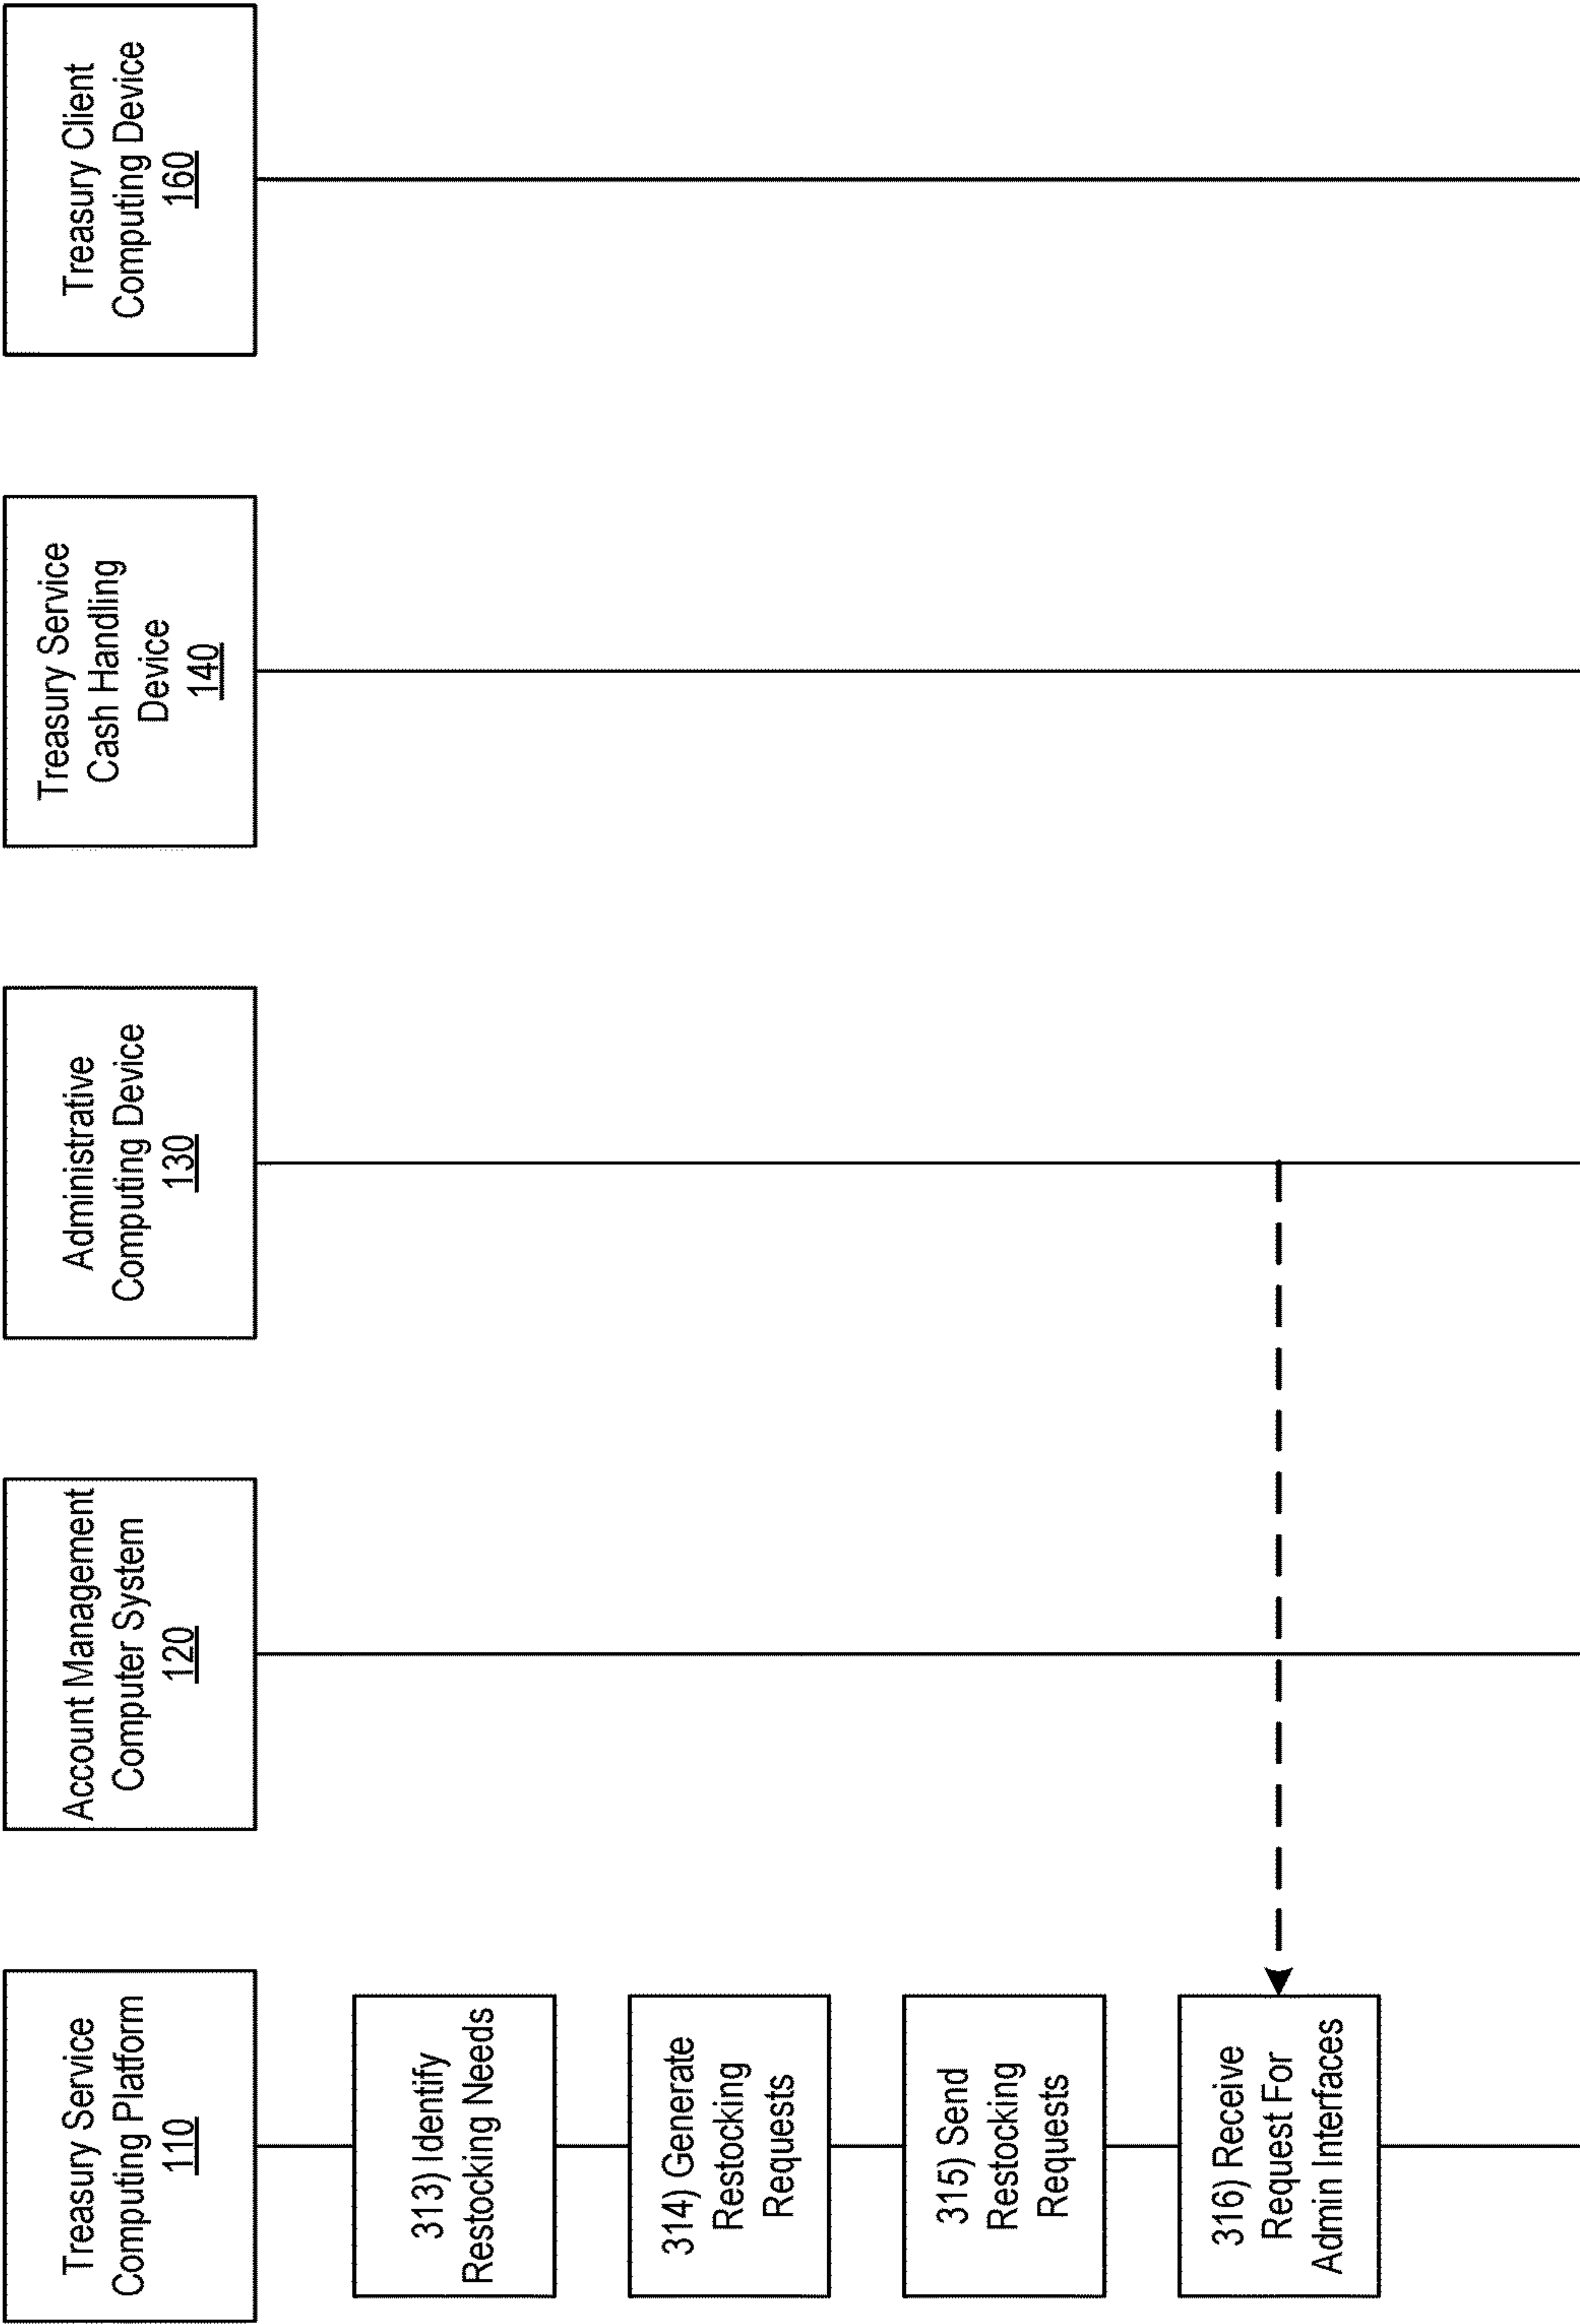 Treasury Service
Computing Platform
110
Account Management
Computer System
120
Administrative
Computing Device
130
Treasury Service
Cash Handling
Device
140
Treasury Client
Computing Device
160
313) Identify
Restocking Needs
314) Generate
Restocking
Requests
315) Send
Restocking
Requests
316) Receive
Request For
Admin Interfaces